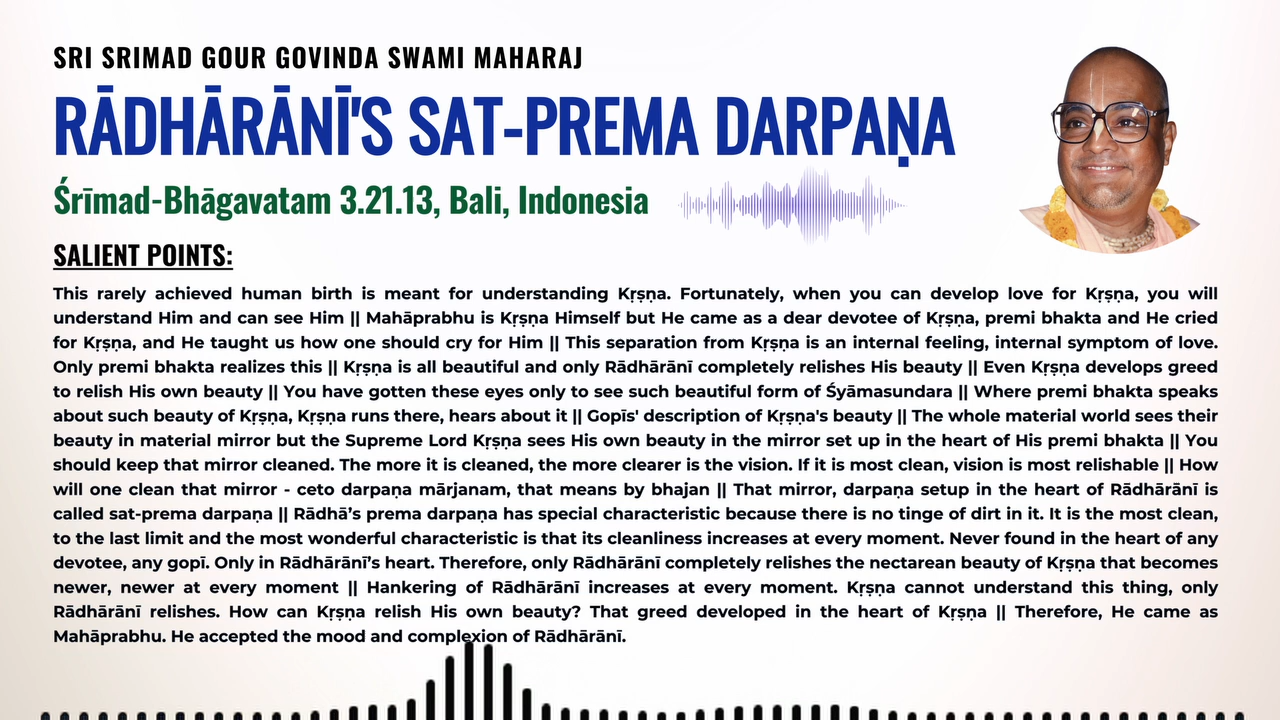 SRI SRIMAD GOUR GOVINDA SWAMI MAHARAJ
RĀDHĀRĀNĪ'S SAT-PREMA DARPAṆA
Śrīmad-Bhāgavatam 3.21.13, Bali, Indonesia
SALIENT POINTS:
This rarely achieved human birth is meant for understanding Kṛṣṇa. Fortunately, when you can develop love for Kṛṣṇa, you will
understand Him and can see Him || Mahāprabhu is Kṛṣṇa Himself but He came as a dear devotee of Kṛṣṇa, premi bhakta and He cried
for Kṛṣṇa, and He taught us how one should cry for Him || This separation from Kṛṣṇa is an internal feeling, internal symptom of love.
Only premi bhakta realizes this || Kṛṣṇa is all beautiful and only Rādhārānī completely relishes His beauty || Even Kṛṣṇa develops greed
to relish His own beauty || You have gotten these eyes only to see such beautiful form of Śyāmasundara || Where premi bhakta speaks
about such beauty of Kṛṣṇa, Kṛṣṇa runs there, hears about it || Gopīs' description of Kṛṣṇa's beauty || The whole material world sees their
beauty in material mirror but the Supreme Lord Kṛṣṇa sees His own beauty in the mirror set up in the heart of His premi bhakta || You
should keep that mirror cleaned. The more it is cleaned, the more clearer is the vision. If it is most clean, vision is most relishable || How
will one clean that mirror - ceto darpaṇa mārjanam, that means by bhajan || That mirror, darpaṇa setup in the heart of Rādhārānī is
called sat-prema darpaṇa || Rādhā’s prema darpaṇa has special characteristic because there is no tinge of dirt in it. It is the most clean,
to the last limit and the most wonderful characteristic is that its cleanliness increases at every moment. Never found in the heart of any
devotee, any gopī. Only in Rādhārānī’s heart. Therefore, only Rādhārānī completely relishes the nectarean beauty of Kṛṣṇa that becomes
newer, newer at every moment || Hankering of Rādhārānī increases at every moment. Kṛṣṇa cannot understand this thing, only
Rādhārānī relishes. How can Kṛṣṇa relish His own beauty? That greed developed in the heart of Kṛṣṇa || Therefore, He came as
Mahāprabhu. He accepted the mood and complexion of Rādhārānī.